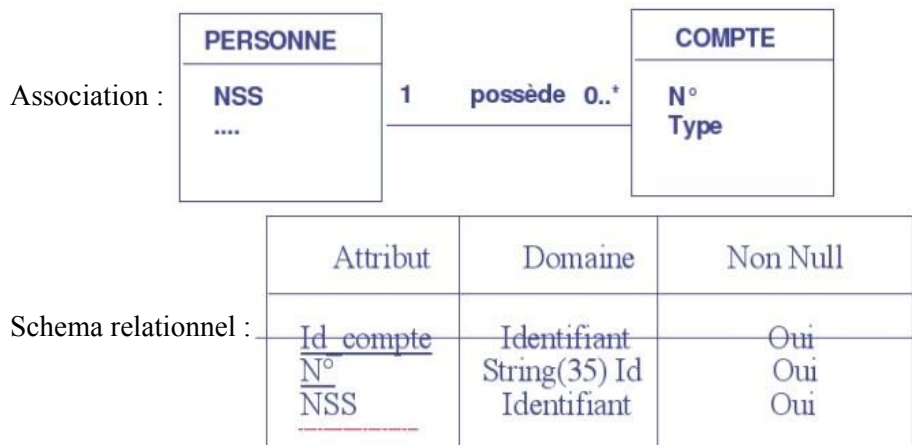 PERSONNE
COMPTE
Association :
NSS
....
1 possède 0..*
N°
Type
Attribut Domaine Non Null
Schema relationnel :
Id_compte Identifiant Oui
N° String(35) Id Oui
NSS Identifiant Oui